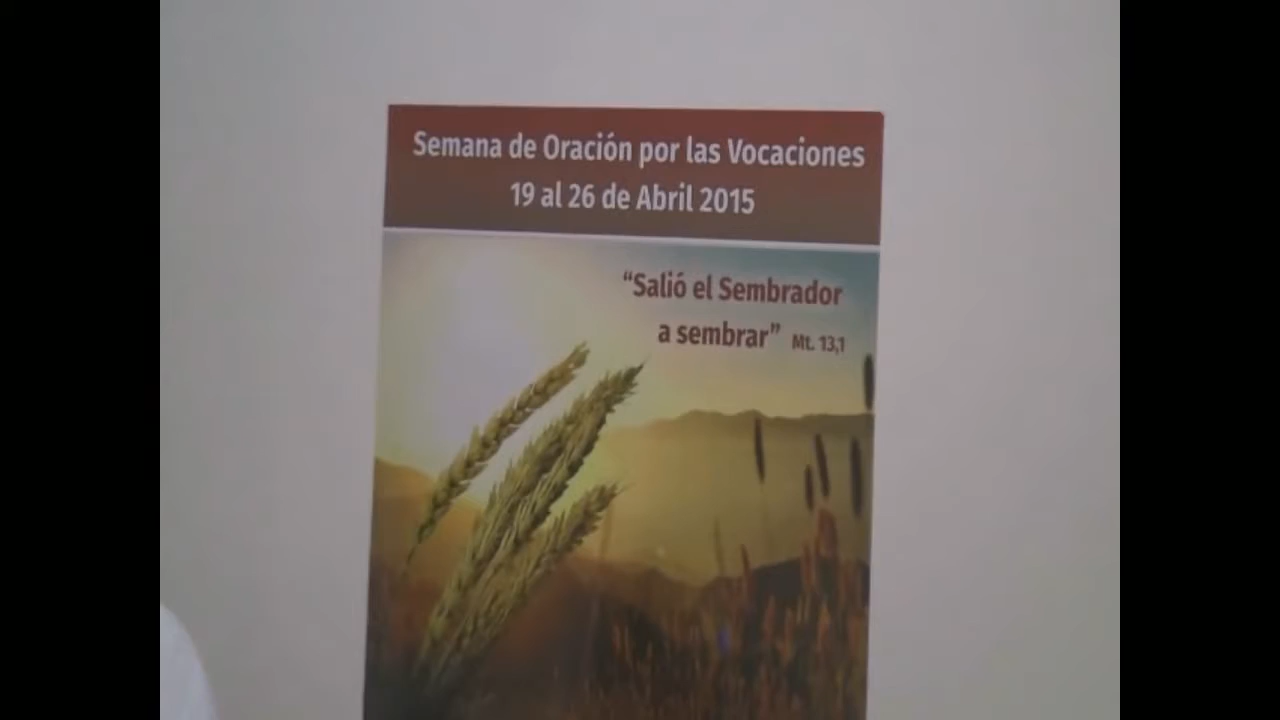 Semana de Oración por las Vocaciones
19 al 26 de Abril 2015
“Salió el Sembrador
a sembrar” Mt. 13,1